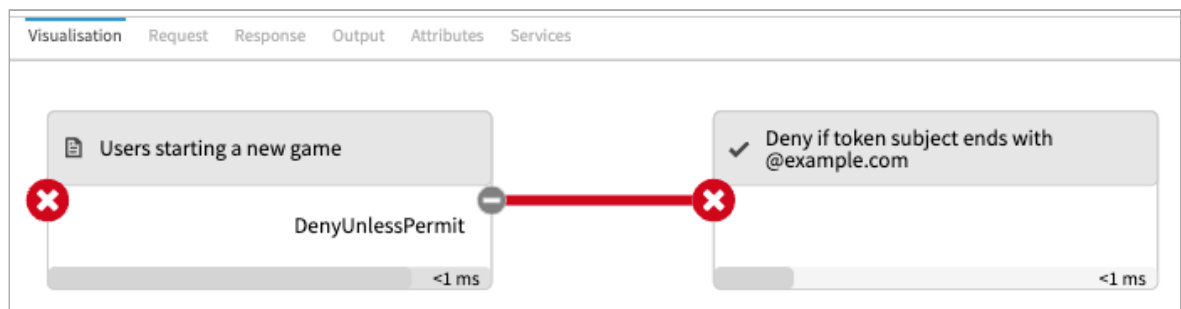 Visualisation Request Response Output Attributes Services
Users starting a new game
DenyUnlessPermit
<1 ms
Deny if token subject ends with
@example.com
<1 ms